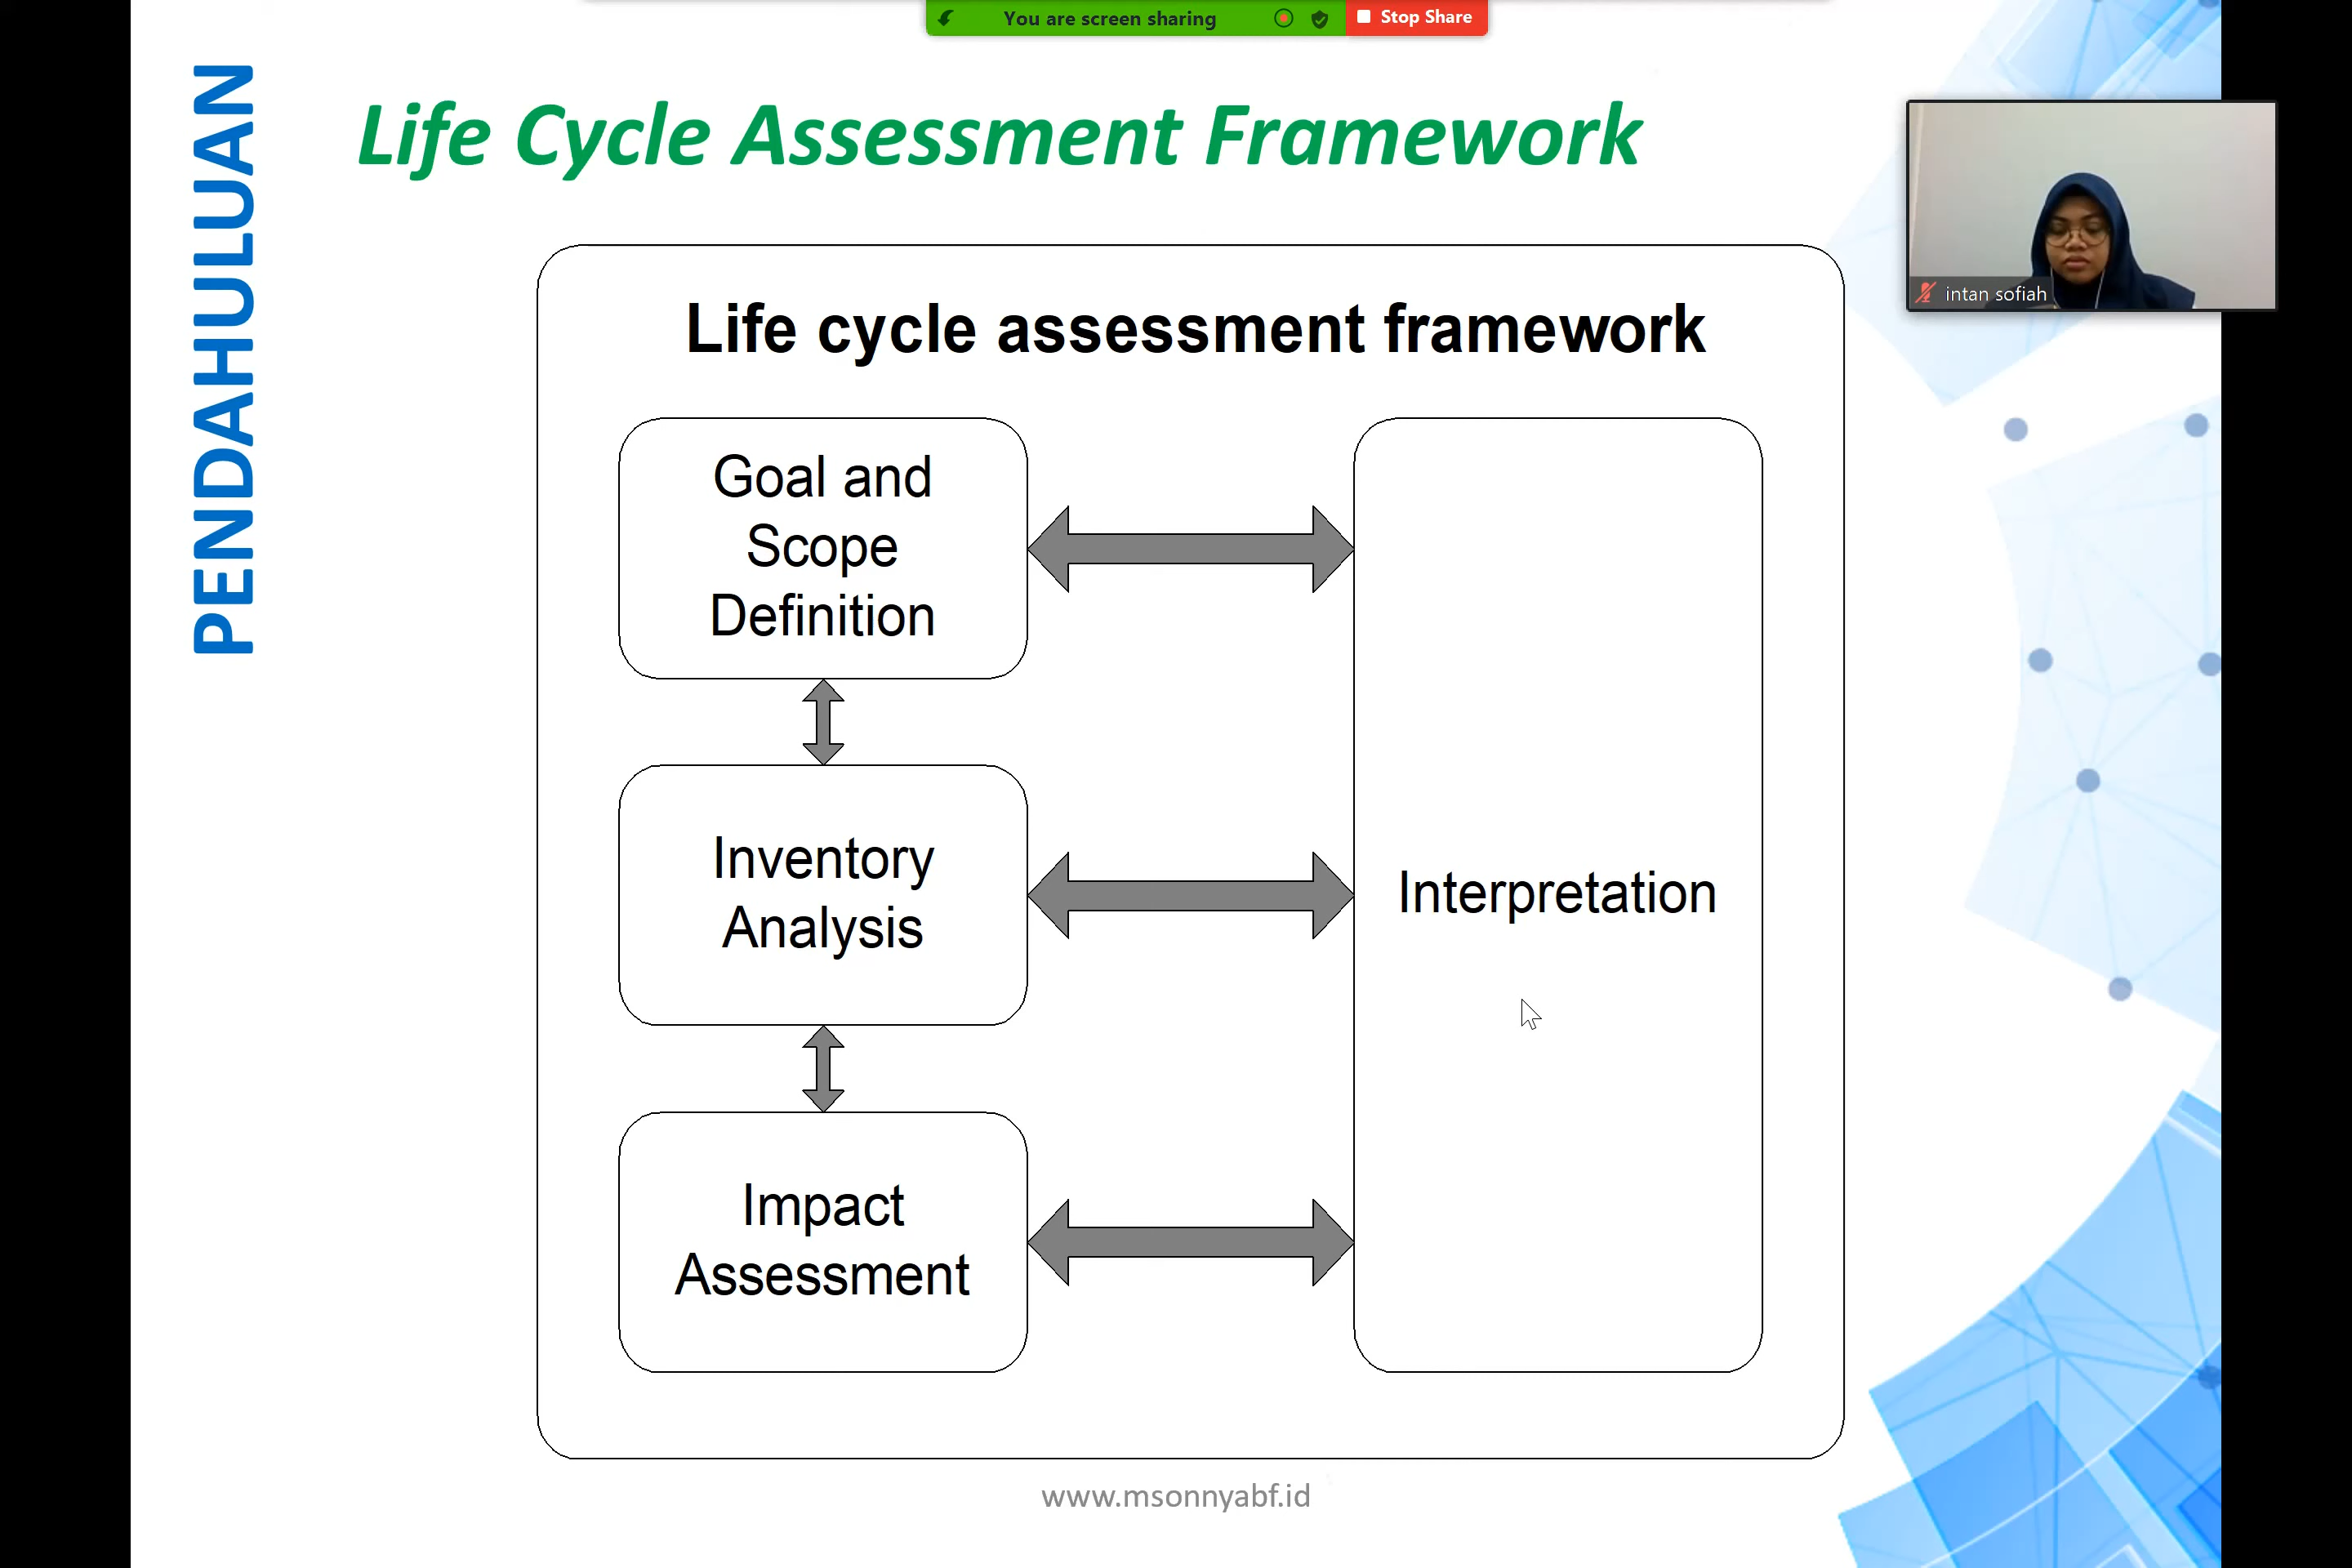 You are screen sharing
Stop Share
PENDAHULUAN
Life Cycle Assessment Framework
intan sofiah
Life cycle assessment framework
Goal and
Scope
Definition
Inventory
Analysis
Interpretation
Impact
Assessment
www.msonnyabf.id